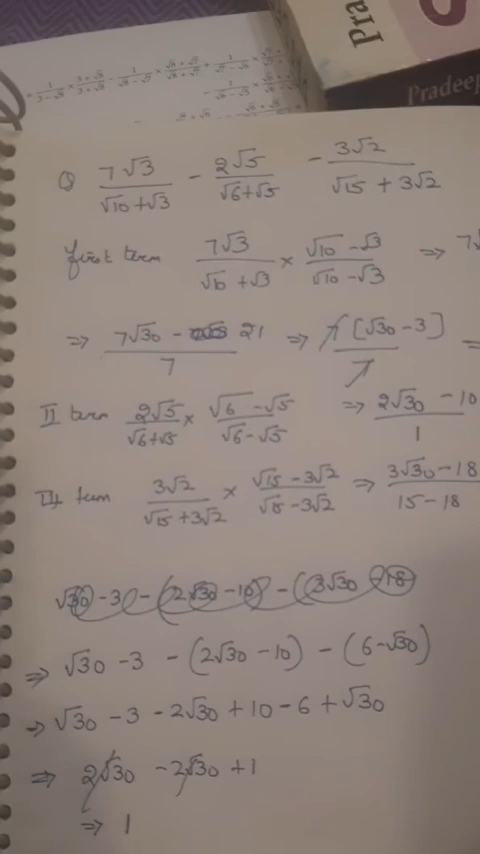 Pra
Pradeep
Q 7√3/(√10+√3) - 2√5/(√6+√5) - 3√2/(√15 + 3√2)
first term 7√3/(√10 + √3) × (√10 - √3)/(√10 - √3) ⇒ 7√
⇒ (7√30 - 21)/7 ⇒ 7[√30 - 3]/7 =
II term 2√5/(√6+√5) × (√6 - √5)/(√6 - √5) ⇒ (2√30 - 10)/1
III term 3√2/(√15 + 3√2) × (√15 - 3√2)/(√15 - 3√2) ⇒ (3√30 - 18)/(15 - 18)
√30 - 3 - (2√30 - 10) - (3√30 - 18
⇒ √30 - 3 - (2√30 - 10) - (6 - √30)
⇒ √30 - 3 - 2√30 + 10 - 6 + √30
⇒ 2√30 - 2√30 + 1
⇒ 1